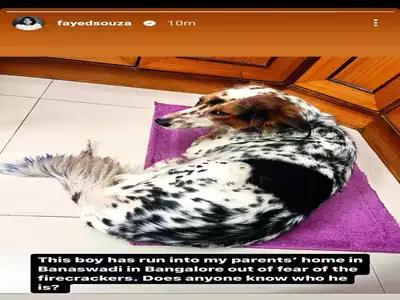 fayedsouza 10m
This boy has run into my parents' home in
Banaswadi in Bangalore out of fear of the
firecrackers. Does anyone know who he
is?